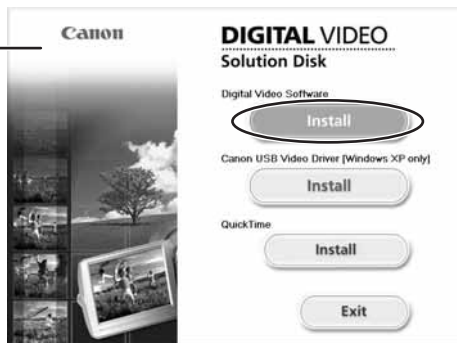 Canon
DIGITAL VIDEO
Solution Disk
Digital Video Software
Install
Canon USB Video Driver [Windows XP only]
Install
QuickTime
Install
Exit